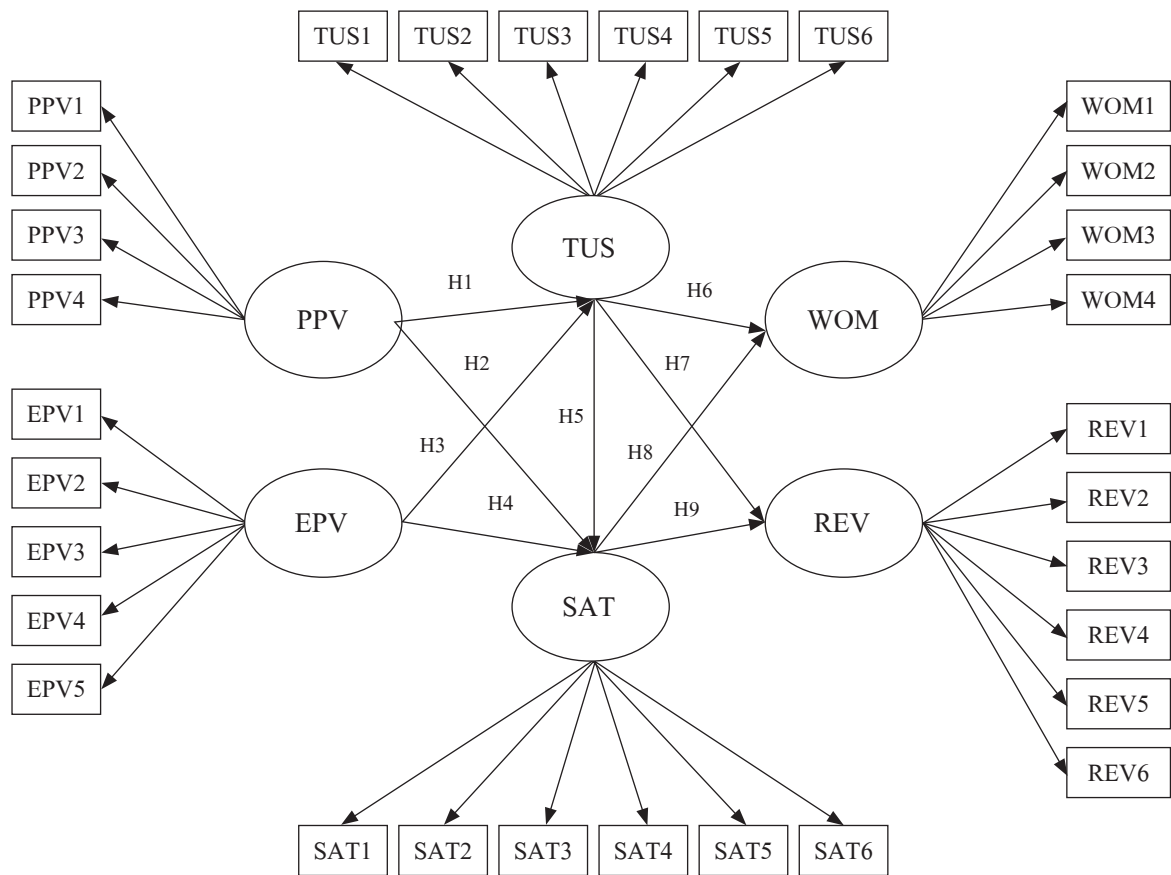 TUS1
TUS2
TUS3
TUS4
TUS5
TUS6
PPV1
PPV2
PPV3
PPV4
WOM1
WOM2
WOM3
WOM4
TUS
PPV
WOM
H1
H6
H2
H7
H5
H3
H8
H4
H9
EPV1
EPV2
EPV3
EPV4
EPV5
EPV
REV
SAT
REV1
REV2
REV3
REV4
REV5
REV6
SAT1
SAT2
SAT3
SAT4
SAT5
SAT6